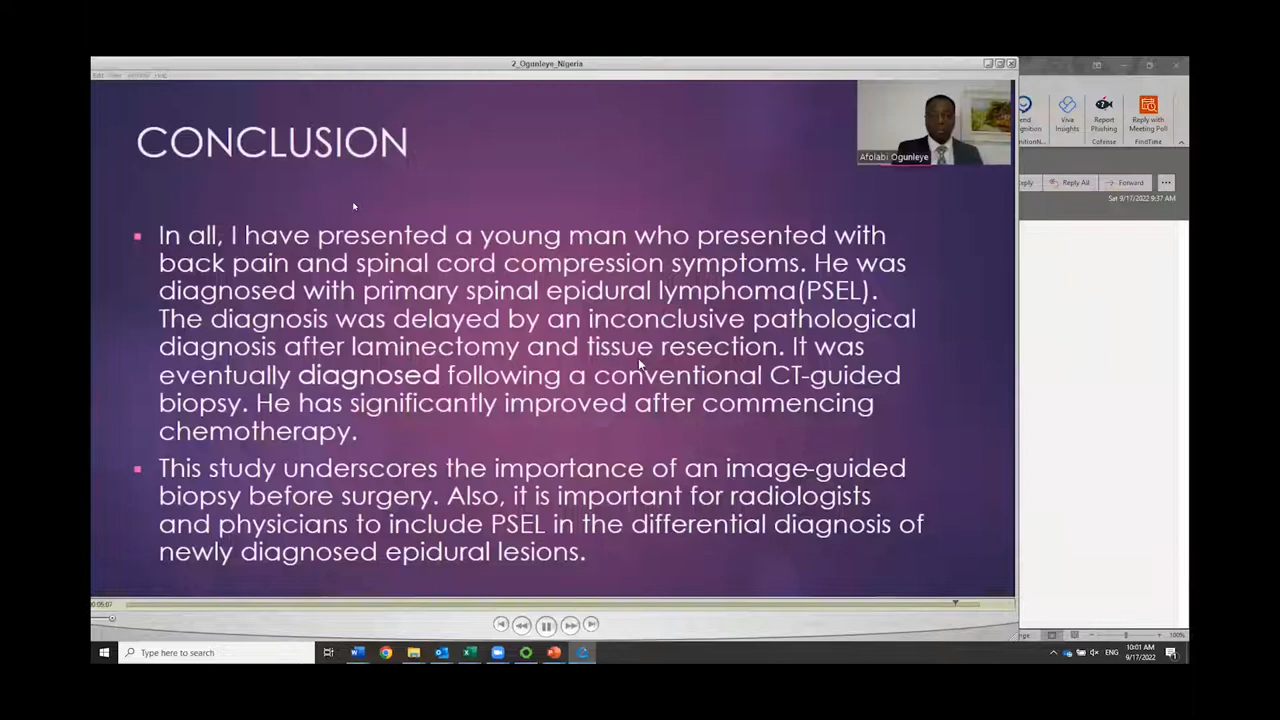 2_Ogunleye_Nigeria
CONCLUSION
Afolabi Ogunleye
▪ In all, I have presented a young man who presented with
back pain and spinal cord compression symptoms. He was
diagnosed with primary spinal epidural lymphoma(PSEL).
The diagnosis was delayed by an inconclusive pathological
diagnosis after laminectomy and tissue resection. It was
eventually diagnosed following a conventional CT-guided
biopsy. He has significantly improved after commencing
chemotherapy.
▪ This study underscores the importance of an image-guided
biopsy before surgery. Also, it is important for radiologists
and physicians to include PSEL in the differential diagnosis of
newly diagnosed epidural lesions.
Viva
Insights
Report
Phishing
Cofense
Reply with
Meeting Poll
FindTime
Reply All
Forward
Sat 9/17/2022 9:37 AM
100%
Type here to search
ENG
10:01 AM
9/17/2022